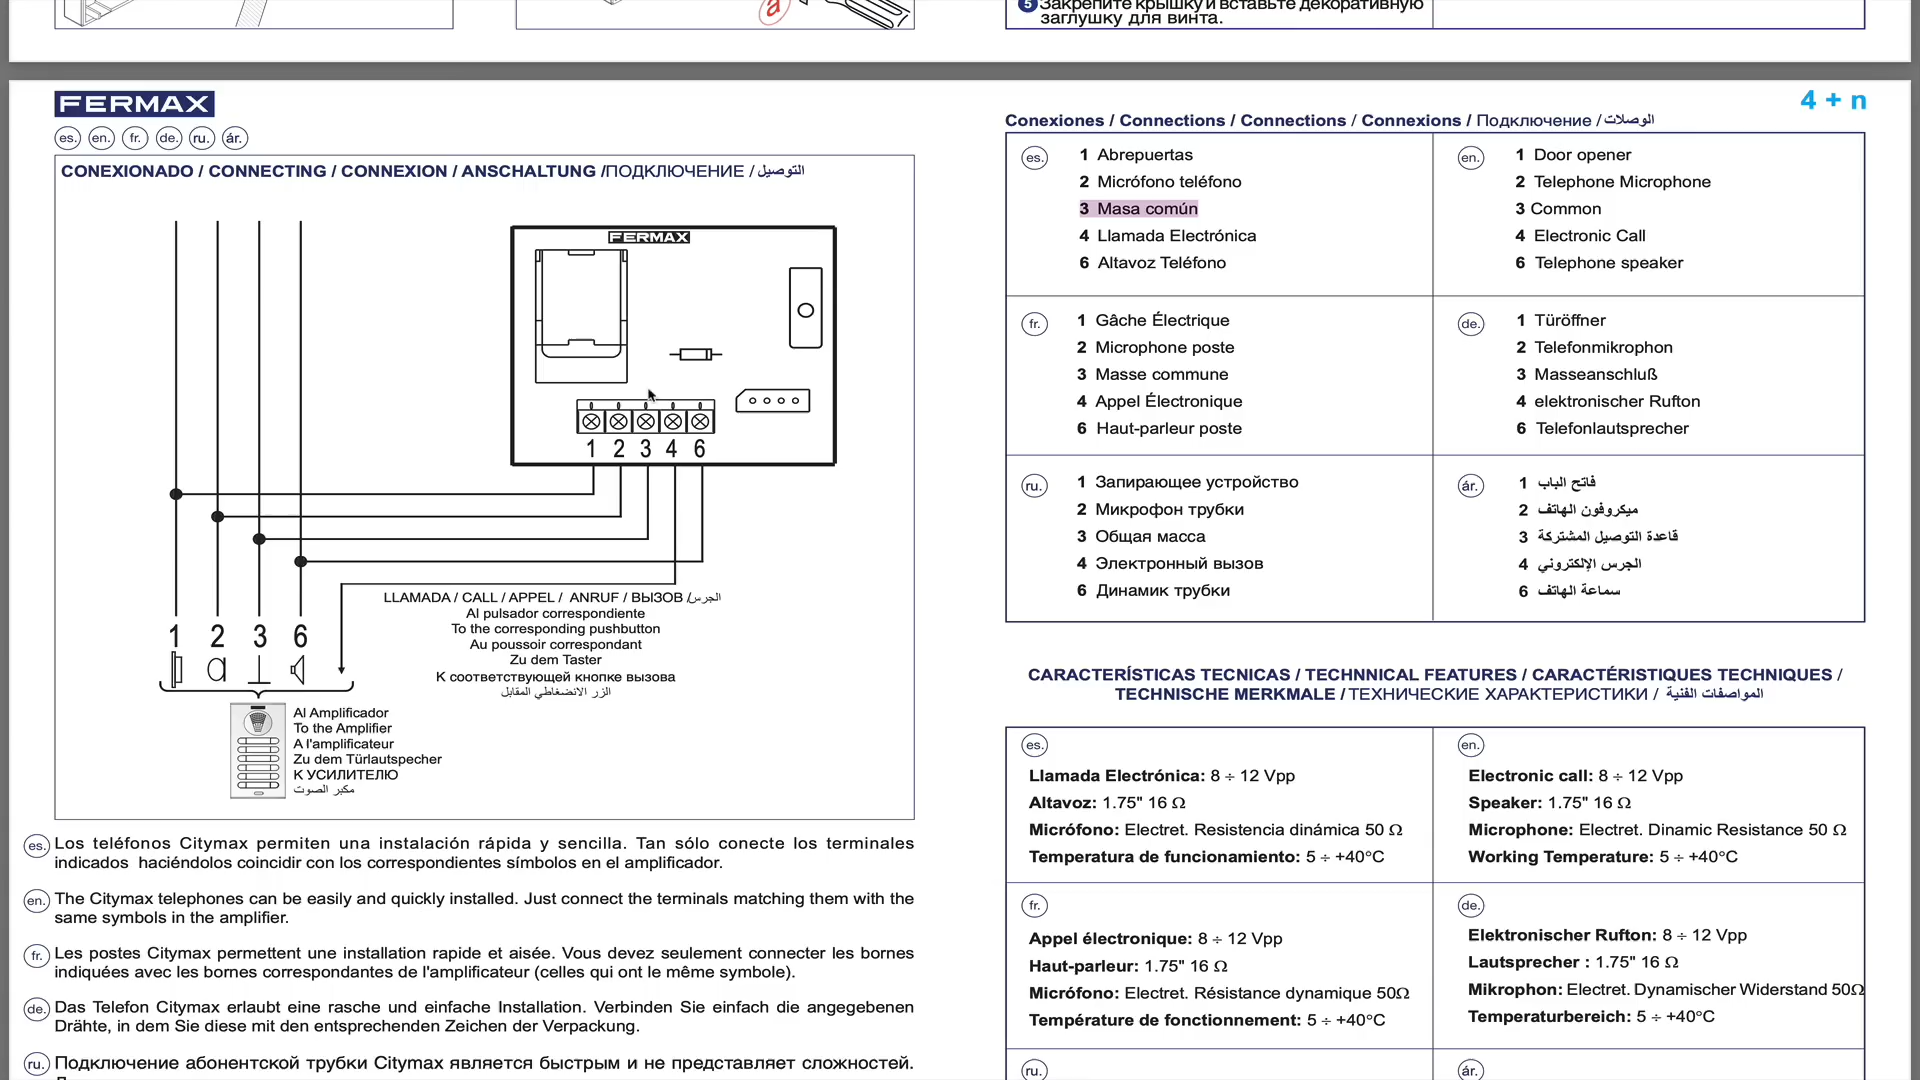 5 Закрепите крышку и вставьте декоративную
заглушку для винта.
a
FERMAX
es. en. fr. de. ru. ár.
CONEXIONADO / CONNECTING / CONNEXION / ANSCHALTUNG /ПОДКЛЮЧЕНИЕ / التوصيل
FERMAX
1 2 3 4 6
LLAMADA / CALL / APPEL / ANRUF / ВЫЗОВ /الجرس
Al pulsador correspondiente
To the corresponding pushbutton
Au poussoir correspondant
Zu dem Taster
К соответствующей кнопке вызова
الزر الانضغاطي المقابل
1 2 3 6
Al Amplificador
To the Amplifier
A l'amplificateur
Zu dem Türlautspecher
К УСИЛИТЕЛЮ
مكبر الصوت
es. Los teléfonos Citymax permiten una instalación rápida y sencilla. Tan sólo conecte los terminales
indicados haciéndolos coincidir con los correspondientes símbolos en el amplificador.
en. The Citymax telephones can be easily and quickly installed. Just connect the terminals matching them with the
same symbols in the amplifier.
fr. Les postes Citymax permettent une installation rapide et aisée. Vous devez seulement connecter les bornes
indiquées avec les bornes correspondantes de l'amplificateur (celles qui ont le même symbole).
de. Das Telefon Citymax erlaubt eine rasche und einfache Installation. Verbinden Sie einfach die angegebenen
Drähte, in dem Sie diese mit den entsprechenden Zeichen der Verpackung.
ru. Подключение абонентской трубки Citymax является быстрым и не представляет сложностей.
4 + n
Conexiones / Connections / Connections / Connexions / Подключение / الوصلات
es.
1 Abrepuertas
2 Micrófono teléfono
3 Masa común
4 Llamada Electrónica
6 Altavoz Teléfono
en.
1 Door opener
2 Telephone Microphone
3 Common
4 Electronic Call
6 Telephone speaker
fr.
1 Gâche Électrique
2 Microphone poste
3 Masse commune
4 Appel Électronique
6 Haut-parleur poste
de.
1 Türöffner
2 Telefonmikrophon
3 Masseanschluß
4 elektronischer Rufton
6 Telefonlautsprecher
ru.
1 Запирающее устройство
2 Микрофон трубки
3 Общая масса
4 Электронный вызов
6 Динамик трубки
ár.
1 فاتح الباب
2 ميكروفون الهاتف
3 قاعدة التوصيل المشتركة
4 الجرس الإلكتروني
6 سماعة الهاتف
CARACTERÍSTICAS TECNICAS / TECHNNICAL FEATURES / CARACTÉRISTIQUES TECHNIQUES /
TECHNISCHE MERKMALE / ТЕХНИЧЕСКИЕ ХАРАКТЕРИСТИКИ / المواصفات الفنية
es.
Llamada Electrónica: 8 ÷ 12 Vpp
Altavoz: 1.75" 16 Ω
Micrófono: Electret. Resistencia dinámica 50 Ω
Temperatura de funcionamiento: 5 ÷ +40°C
en.
Electronic call: 8 ÷ 12 Vpp
Speaker: 1.75" 16 Ω
Microphone: Electret. Dinamic Resistance 50 Ω
Working Temperature: 5 ÷ +40°C
fr.
Appel électronique: 8 ÷ 12 Vpp
Haut-parleur: 1.75" 16 Ω
Micrófono: Electret. Résistance dynamique 50Ω
Température de fonctionnement: 5 ÷ +40°C
de.
Elektronischer Rufton: 8 ÷ 12 Vpp
Lautsprecher : 1.75" 16 Ω
Mikrophon: Electret. Dynamischer Widerstand 50Ω
Temperaturbereich: 5 ÷ +40°C
ru.
ár.